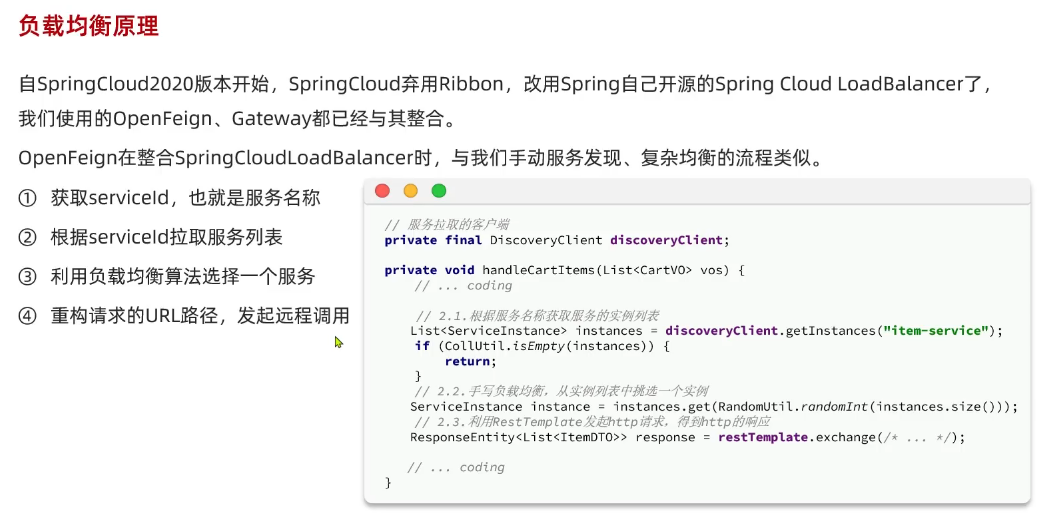 负载均衡原理
自SpringCloud2020版本开始，SpringCloud弃用Ribbon，改用Spring自己开源的Spring Cloud LoadBalancer了，
我们使用的OpenFeign、Gateway都已经与其整合。
OpenFeign在整合SpringCloudLoadBalancer时，与我们手动服务发现、复杂均衡的流程类似。
① 获取serviceId，也就是服务名称
② 根据serviceId拉取服务列表
③ 利用负载均衡算法选择一个服务
④ 重构请求的URL路径，发起远程调用
// 服务拉取的客户端
private final DiscoveryClient discoveryClient;
private void handleCartItems(List<CartVO> vos) {
// ... coding
// 2.1.根据服务名称获取服务的实例列表
List<ServiceInstance> instances = discoveryClient.getInstances("item-service");
if (CollUtil.isEmpty(instances)) {
return;
}
// 2.2.手写负载均衡，从实例列表中挑选一个实例
ServiceInstance instance = instances.get(RandomUtil.randomInt(instances.size()));
// 2.3.利用RestTemplate发起http请求，得到http的响应
ResponseEntity<List<ItemDTO>> response = restTemplate.exchange(/* ... */);
// ... coding
}